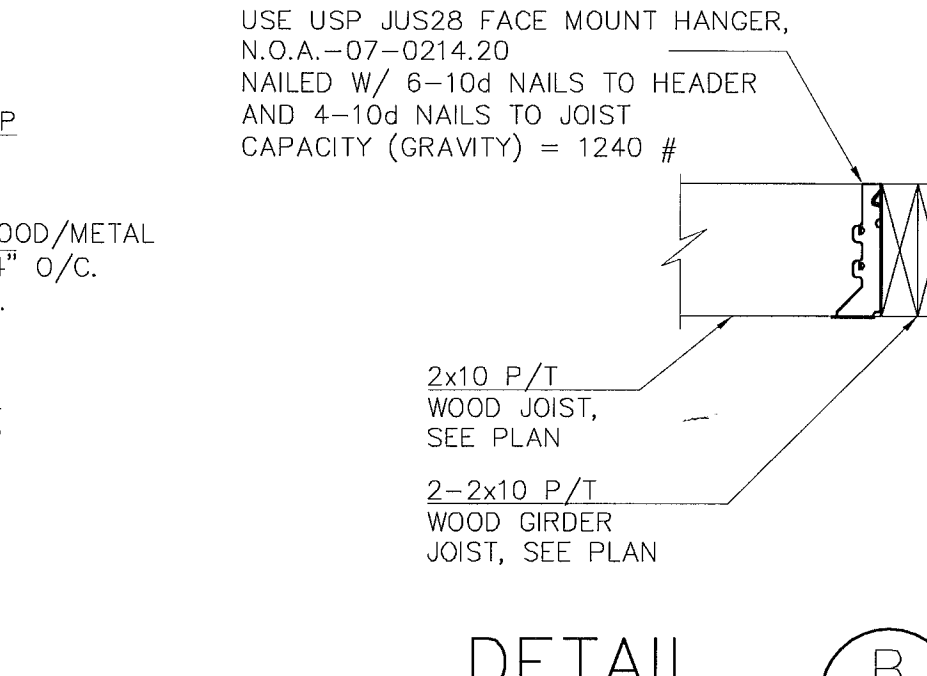 USE USP JUS28 FACE MOUNT HANGER,
N.O.A.-07-0214.20
NAILED W/ 6-10d NAILS TO HEADER
AND 4-10d NAILS TO JOIST
CAPACITY (GRAVITY) = 1240 #
P
OOD/METAL
4" O/C.
2x10 P/T
WOOD JOIST,
SEE PLAN
2-2x10 P/T
WOOD GIRDER
JOIST, SEE PLAN
DETAIL
B